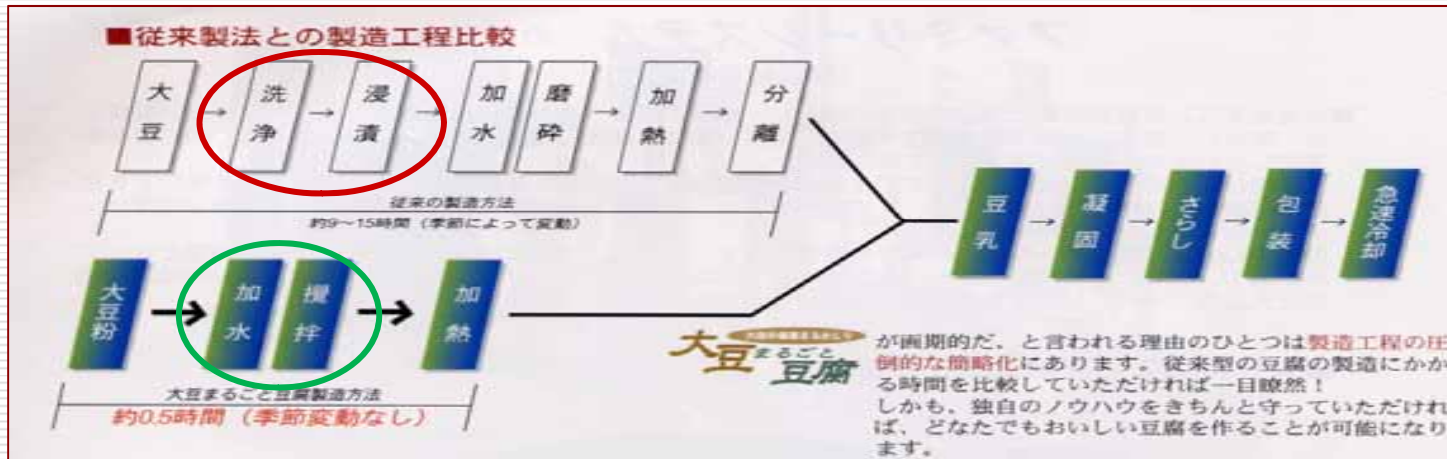 ■従来製法との製造工程比較
大豆 → 洗浄 → 浸漬 → 加水 磨砕 → 加熱 → 分離
従来の製造方法
約9～15時間（季節によって変動）
豆乳 → 凝固 → さらし → 包装 → 急速冷却
大豆粉 → 加水 攪拌 → 加熱
大豆まるごと豆腐製造方法
約0.5時間（季節変動なし）
大豆まるごと豆腐
が画期的だ、と言われる理由のひとつは製造工程の圧
倒的な簡略化にあります。従来型の豆腐の製造にかか
る時間を比較していただければ一目瞭然！
しかも、独自のノウハウをきちんと守っていただけれ
ば、どなたでもおいしい豆腐を作ることが可能になり
ます。